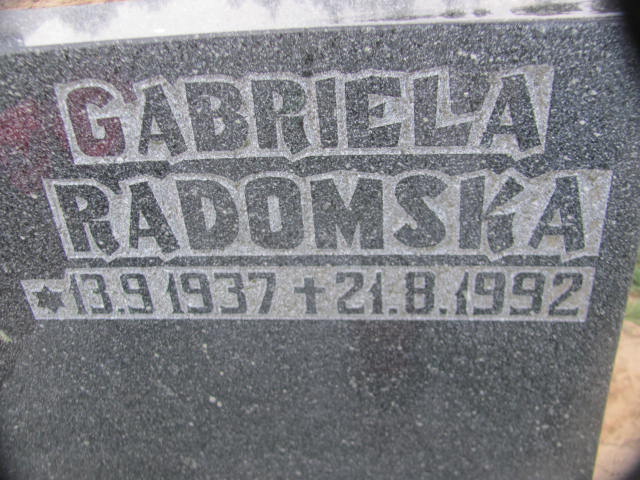 GABRIELA
RADOMSKA
* 13.9 1937 + 21.8.1992